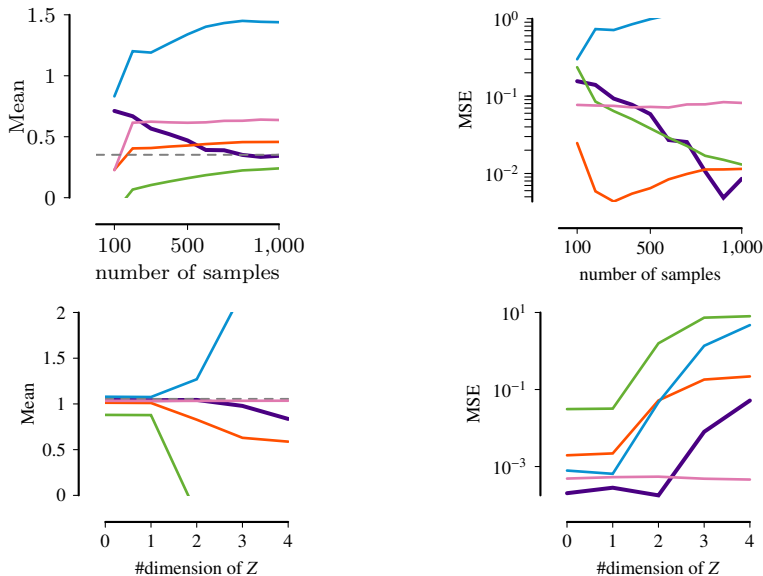 1.5
1
0.5
0
Mean
100
500
1,000
number of samples
10^0
10^-1
10^-2
MSE
100
500
1,000
number of samples
2
1.5
1
0.5
0
Mean
0 1 2 3 4
#dimension of Z
10^1
10^-1
10^-3
MSE
0 1 2 3 4
#dimension of Z